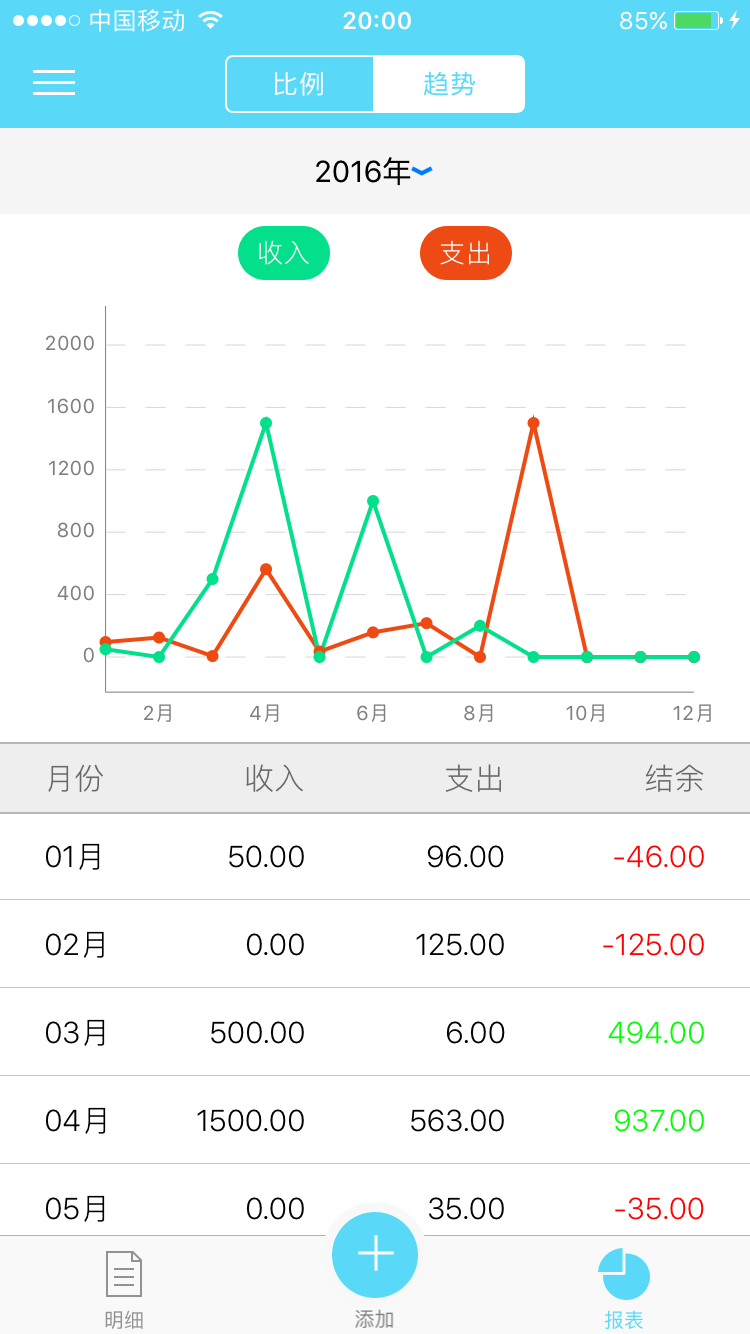 中国移动 20:00 85%
比例 趋势
2016年
收入 支出
2000
1600
1200
800
400
0
2月 4月 6月 8月 10月 12月
月份 收入 支出 结余
01月 50.00 96.00 -46.00
02月 0.00 125.00 -125.00
03月 500.00 6.00 494.00
04月 1500.00 563.00 937.00
05月 0.00 35.00 -35.00
明细 添加 报表